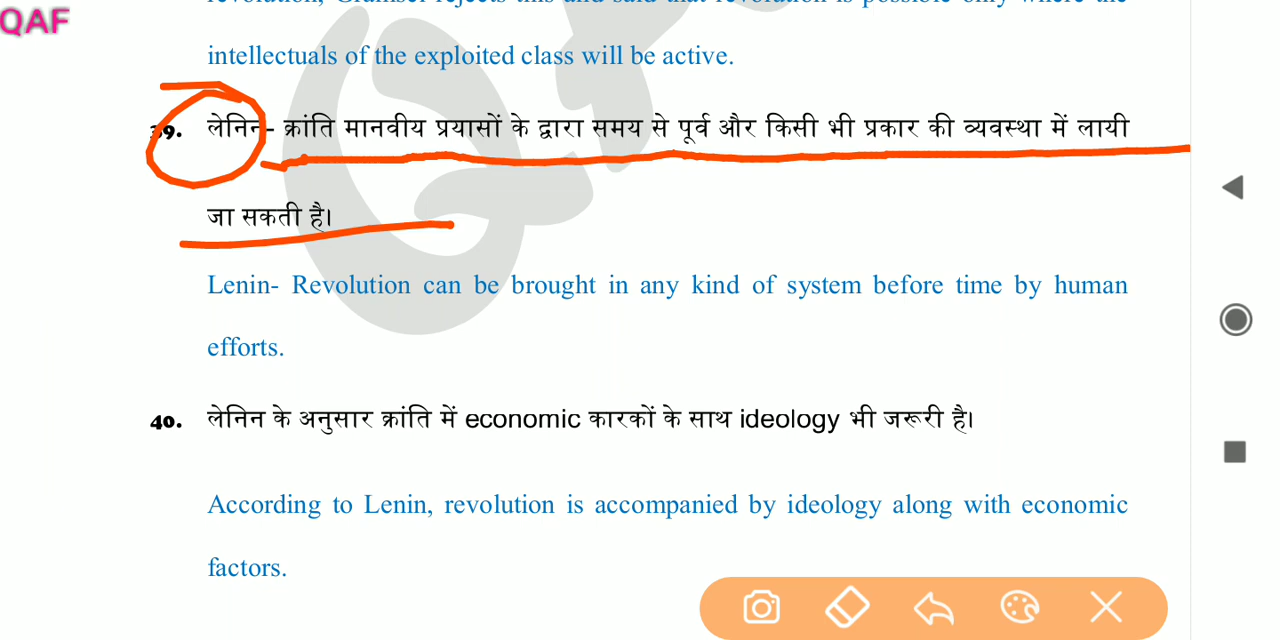 QAF
revolution, Gramsci rejects this and said that revolution is possible only where the
intellectuals of the exploited class will be active.
39. लेनिन- क्रांति मानवीय प्रयासों के द्वारा समय से पूर्व और किसी भी प्रकार की व्यवस्था में लायी
जा सकती है।
Lenin- Revolution can be brought in any kind of system before time by human
efforts.
40. लेनिन के अनुसार क्रांति में economic कारकों के साथ ideology भी जरूरी है।
According to Lenin, revolution is accompanied by ideology along with economic
factors.